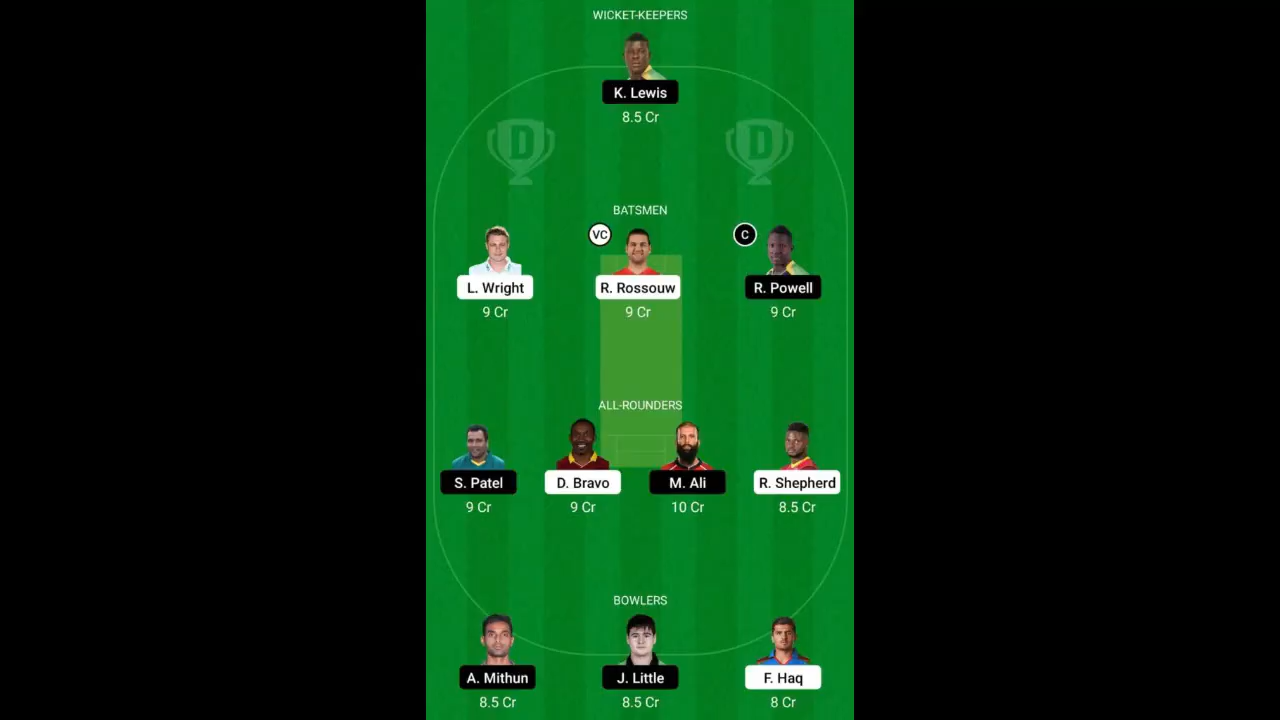 WICKET-KEEPERS
K. Lewis
8.5 Cr
D D
BATSMEN
VC C
L. Wright R. Rossouw R. Powell
9 Cr 9 Cr 9 Cr
ALL-ROUNDERS
S. Patel D. Bravo M. Ali R. Shepherd
9 Cr 9 Cr 10 Cr 8.5 Cr
BOWLERS
A. Mithun J. Little F. Haq
8.5 Cr 8.5 Cr 8 Cr